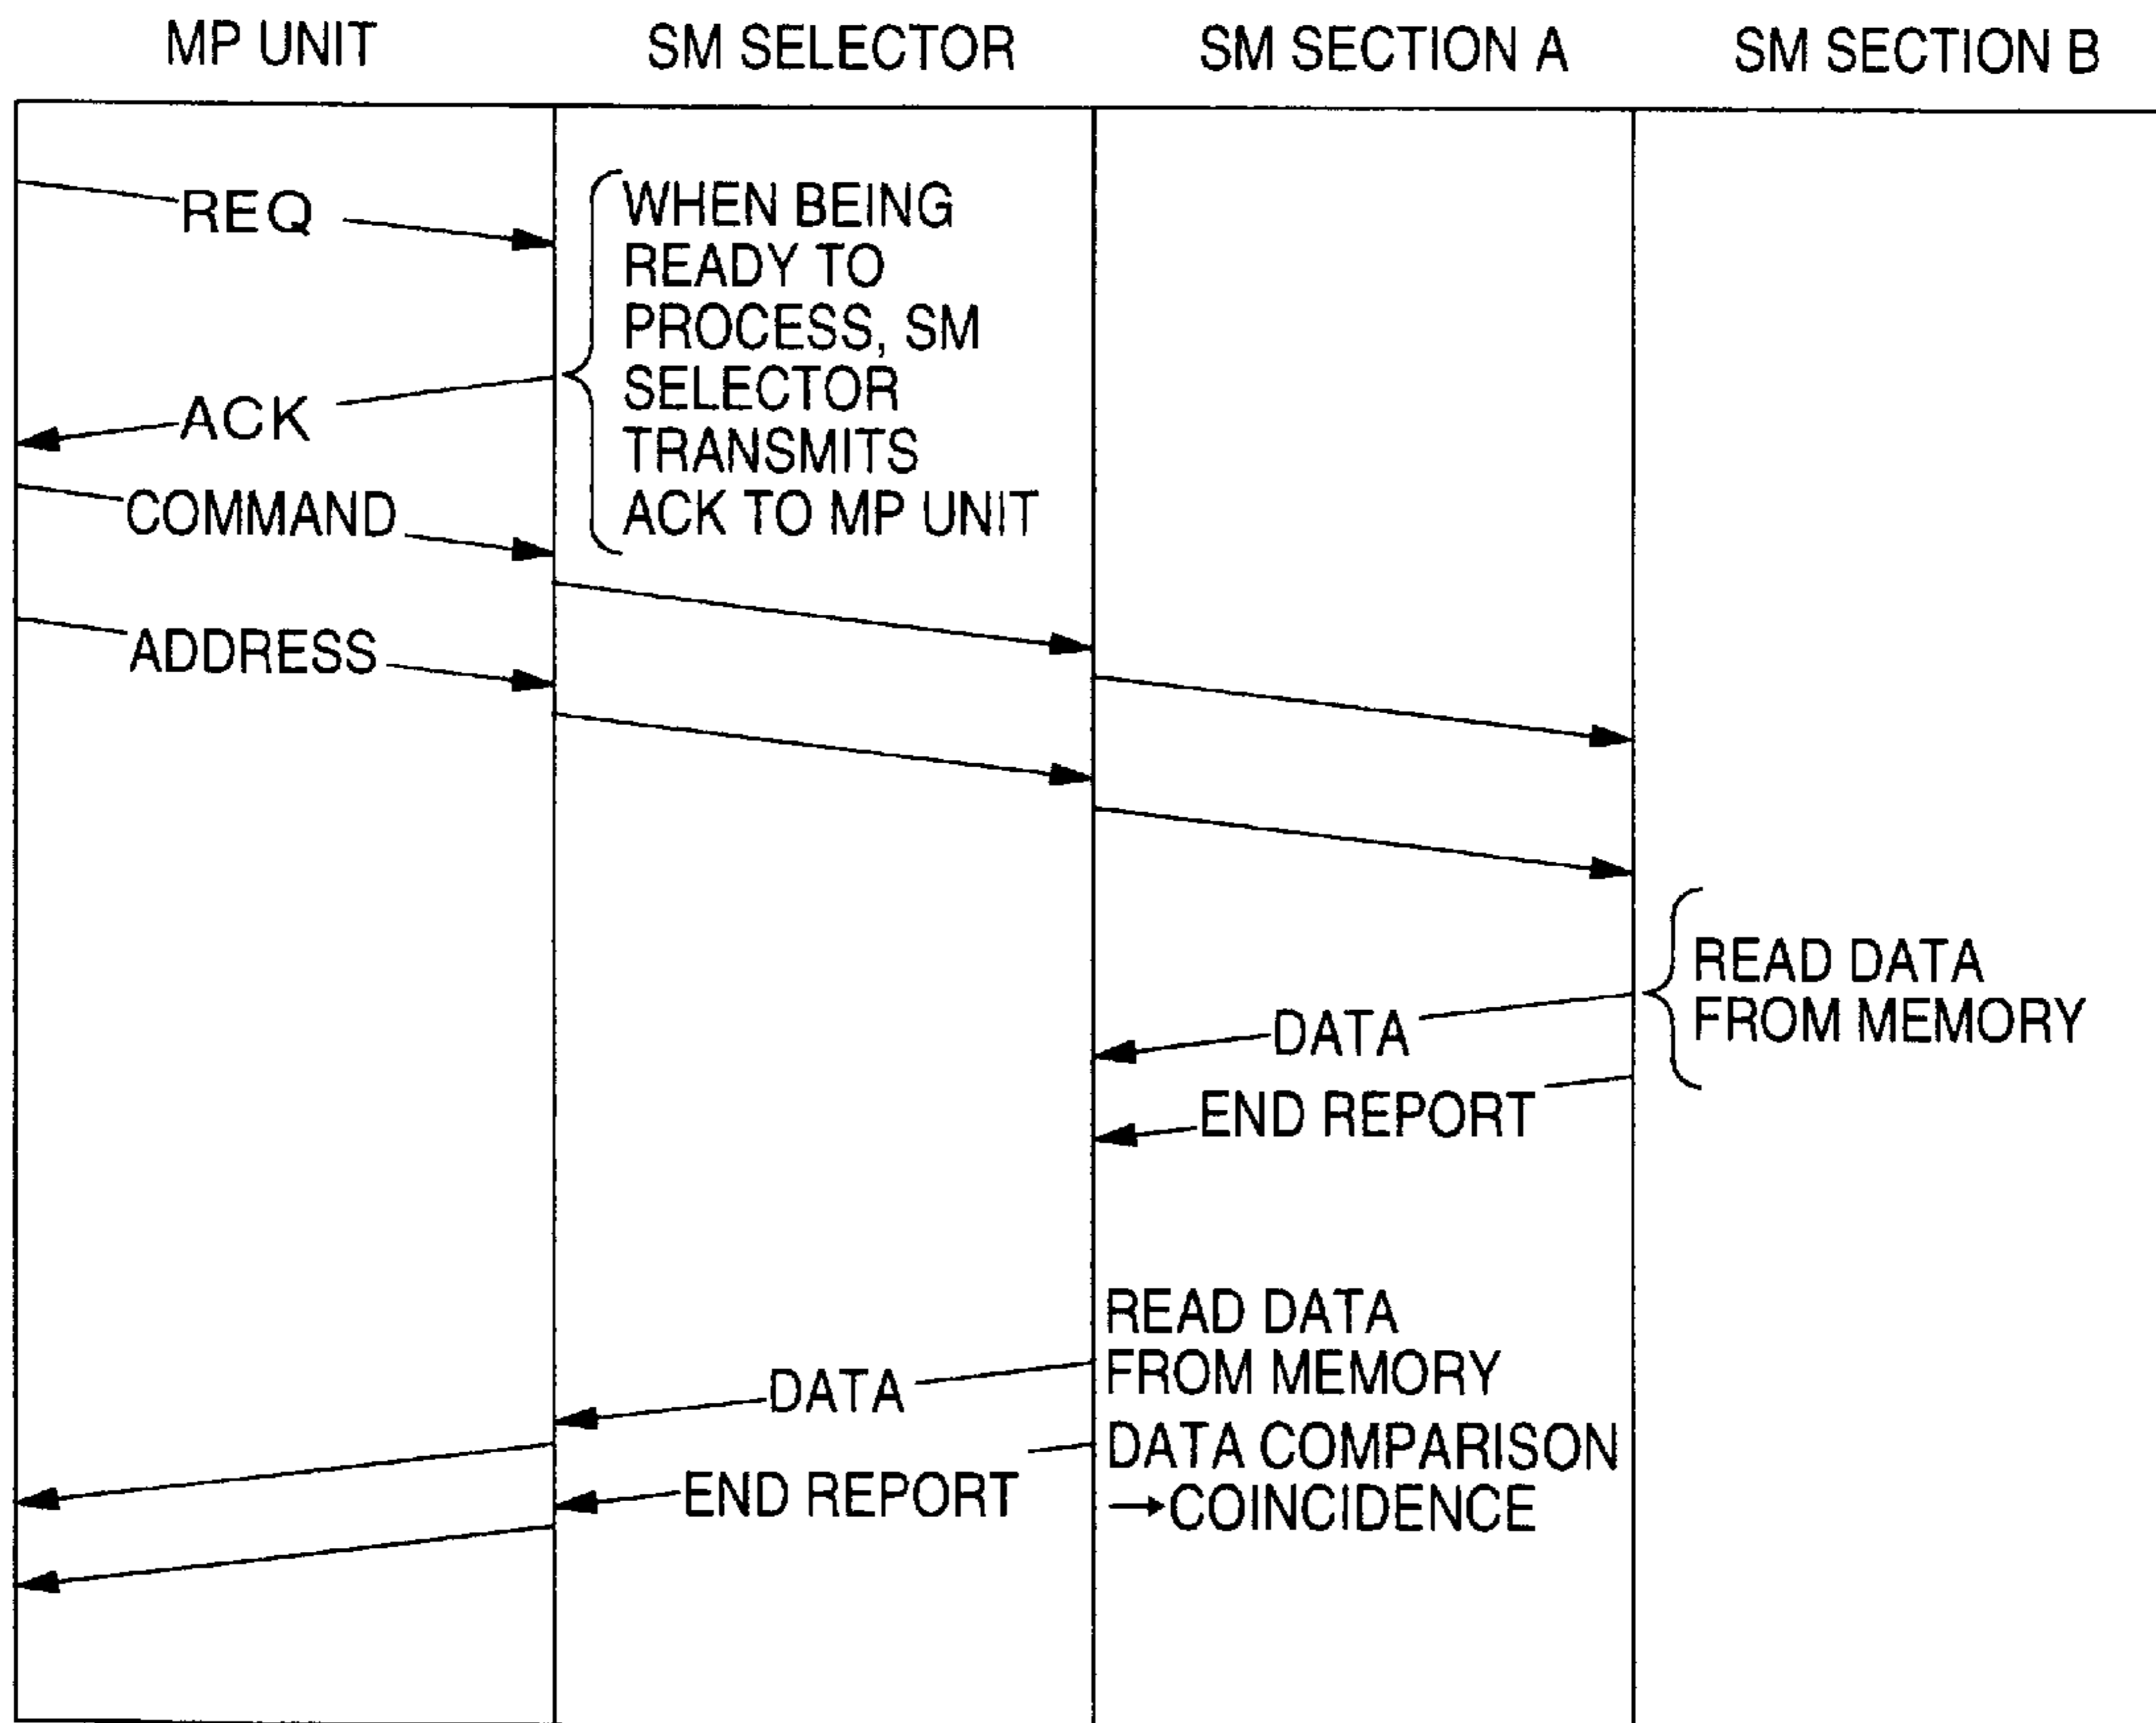 MP UNIT
SM SELECTOR
SM SECTION A
SM SECTION B
REQ
WHEN BEING
READY TO
PROCESS, SM
SELECTOR
TRANSMITS
ACK TO MP UNIT
ACK
COMMAND
ADDRESS
READ DATA
FROM MEMORY
DATA
END REPORT
READ DATA
FROM MEMORY
DATA
DATA COMPARISON
→COINCIDENCE
END REPORT